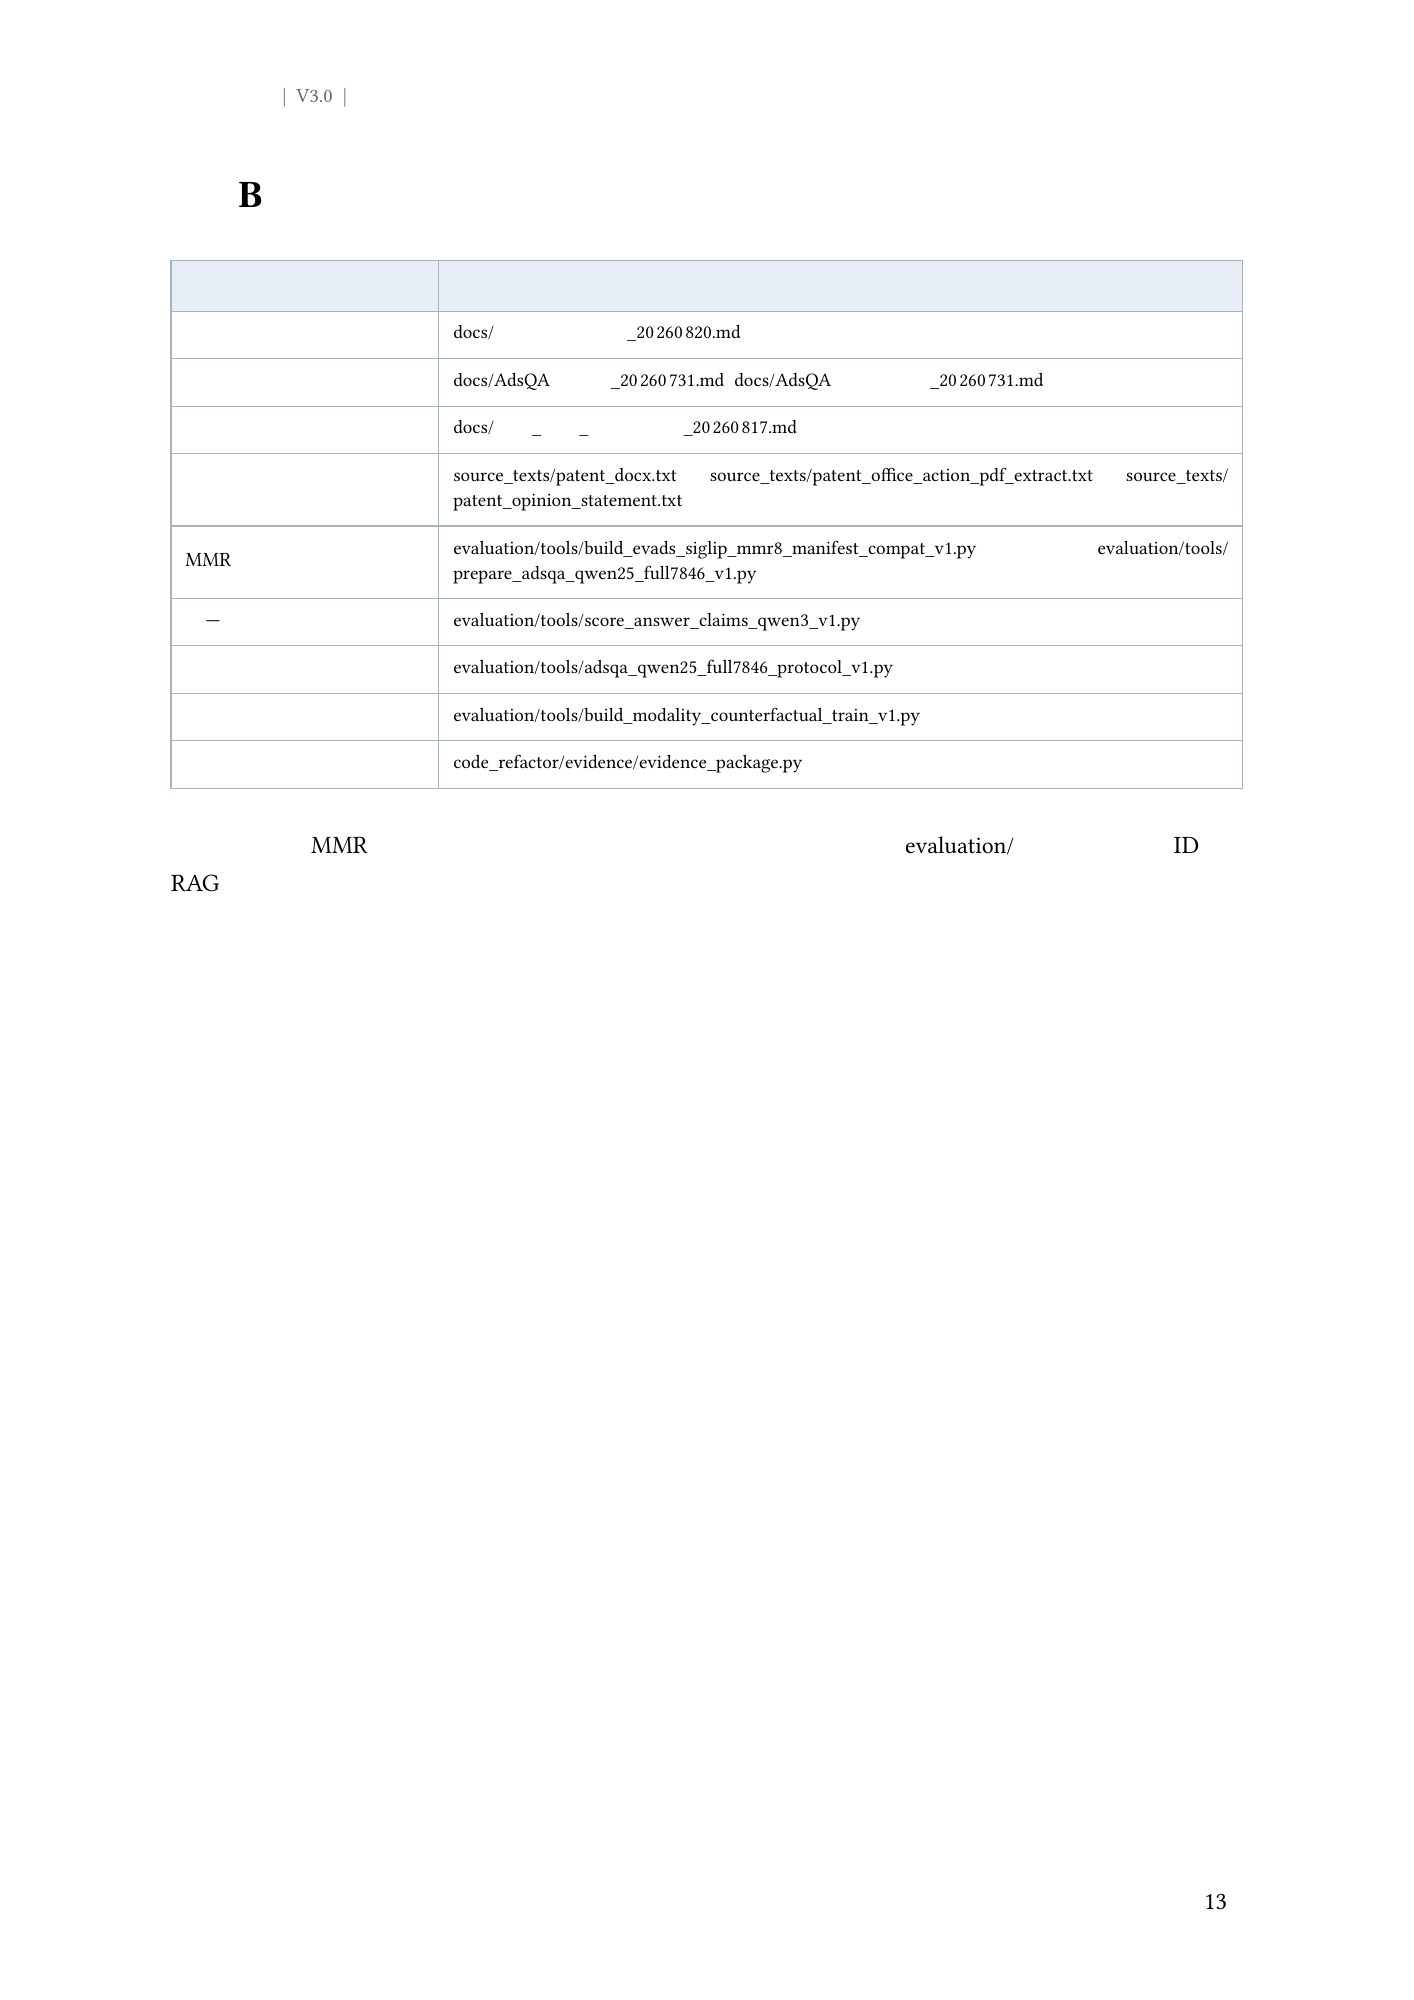 | V3.0 |
B
docs/ _20260820.md
docs/AdsQA _20260731.md docs/AdsQA _20260731.md
docs/ _ _ _20260817.md
source_texts/patent_docx.txt source_texts/patent_office_action_pdf_extract.txt source_texts/
patent_opinion_statement.txt
MMR evaluation/tools/build_evads_siglip_mmr8_manifest_compat_v1.py evaluation/tools/
prepare_adsqa_qwen25_full7846_v1.py
— evaluation/tools/score_answer_claims_qwen3_v1.py
evaluation/tools/adsqa_qwen25_full7846_protocol_v1.py
evaluation/tools/build_modality_counterfactual_train_v1.py
code_refactor/evidence/evidence_package.py
MMR evaluation/ ID
RAG
13